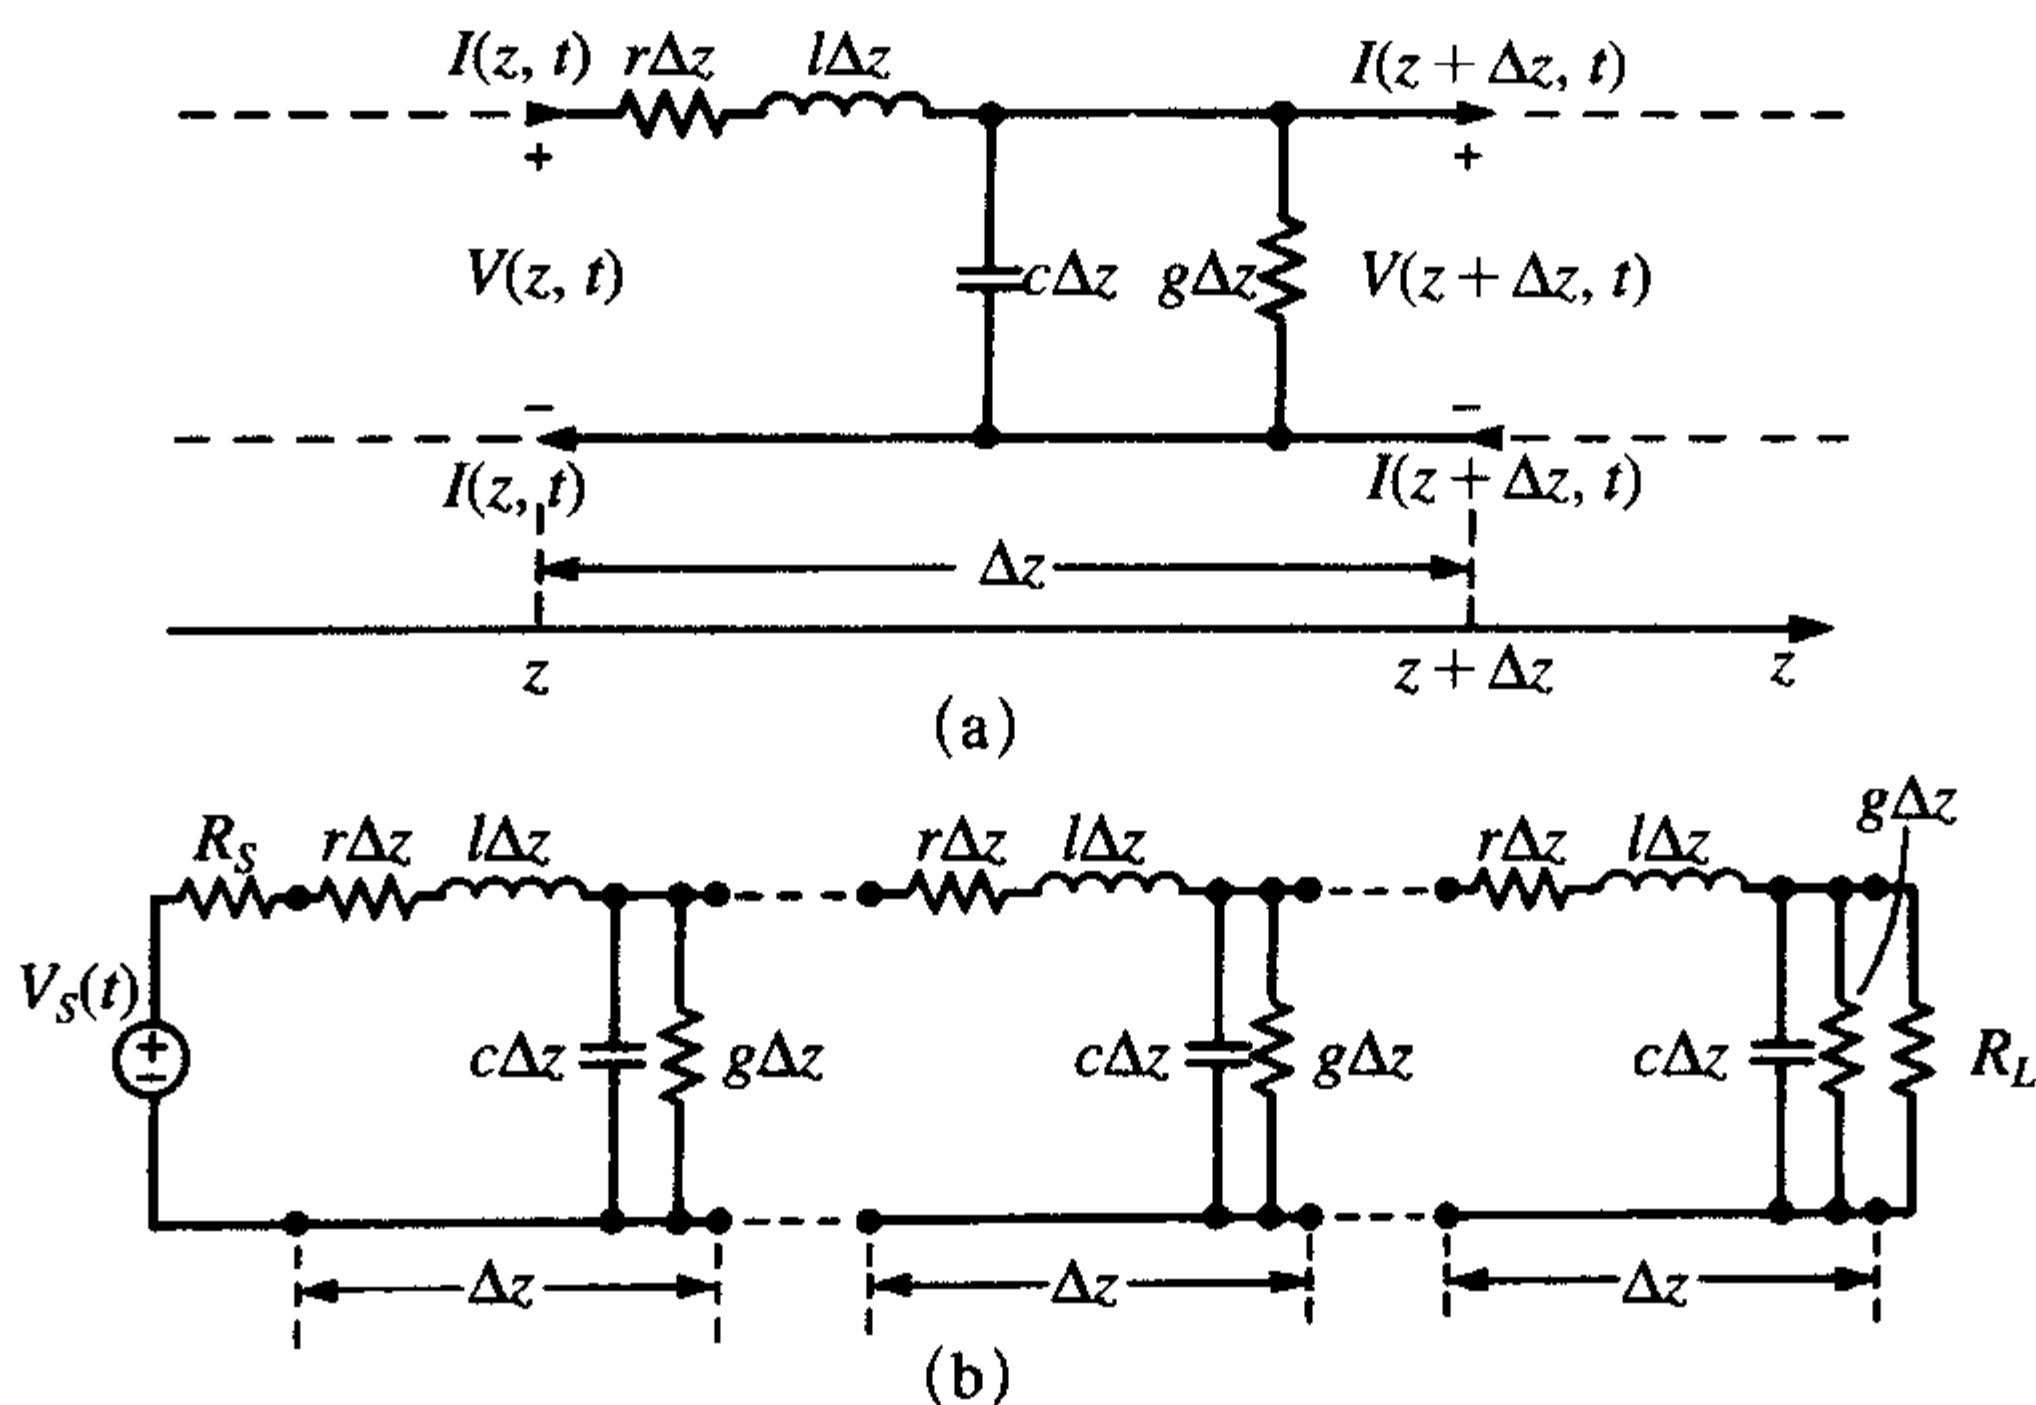 I(z, t) rΔz lΔz I(z + Δz, t)
+ +
V(z, t) cΔz gΔz V(z + Δz, t)
− −
I(z, t) I(z + Δz, t)
Δz
z z + Δz z
(a)
gΔz
R_S rΔz lΔz rΔz lΔz rΔz lΔz
V_S(t)
+
−
cΔz gΔz cΔz gΔz cΔz R_L
Δz Δz Δz
(b)